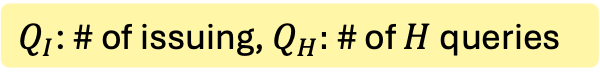 Q_I: # of issuing, Q_H: # of H queries